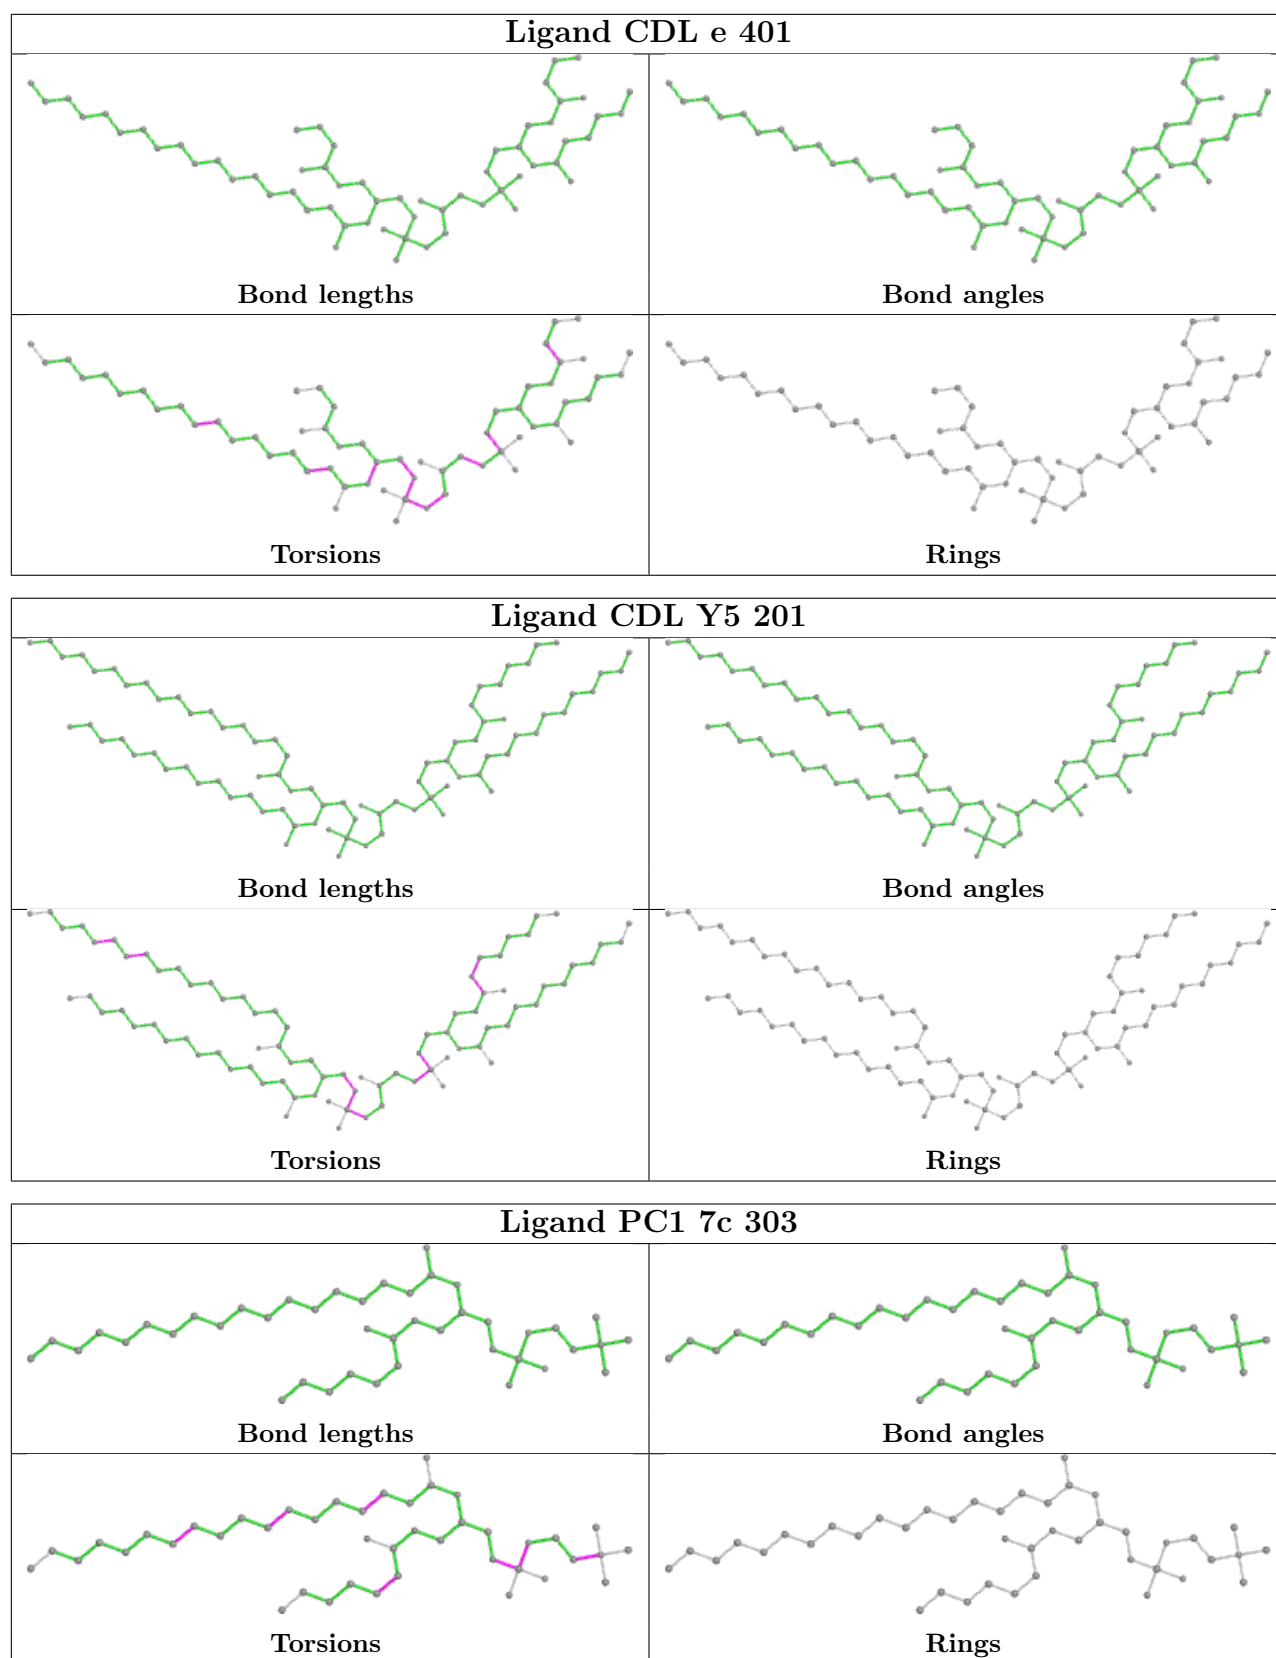 Ligand CDL e 401
Bond lengths Bond angles
Torsions Rings
Ligand CDL Y5 201
Bond lengths Bond angles
Torsions Rings
Ligand PC1 7c 303
Bond lengths Bond angles
Torsions Rings